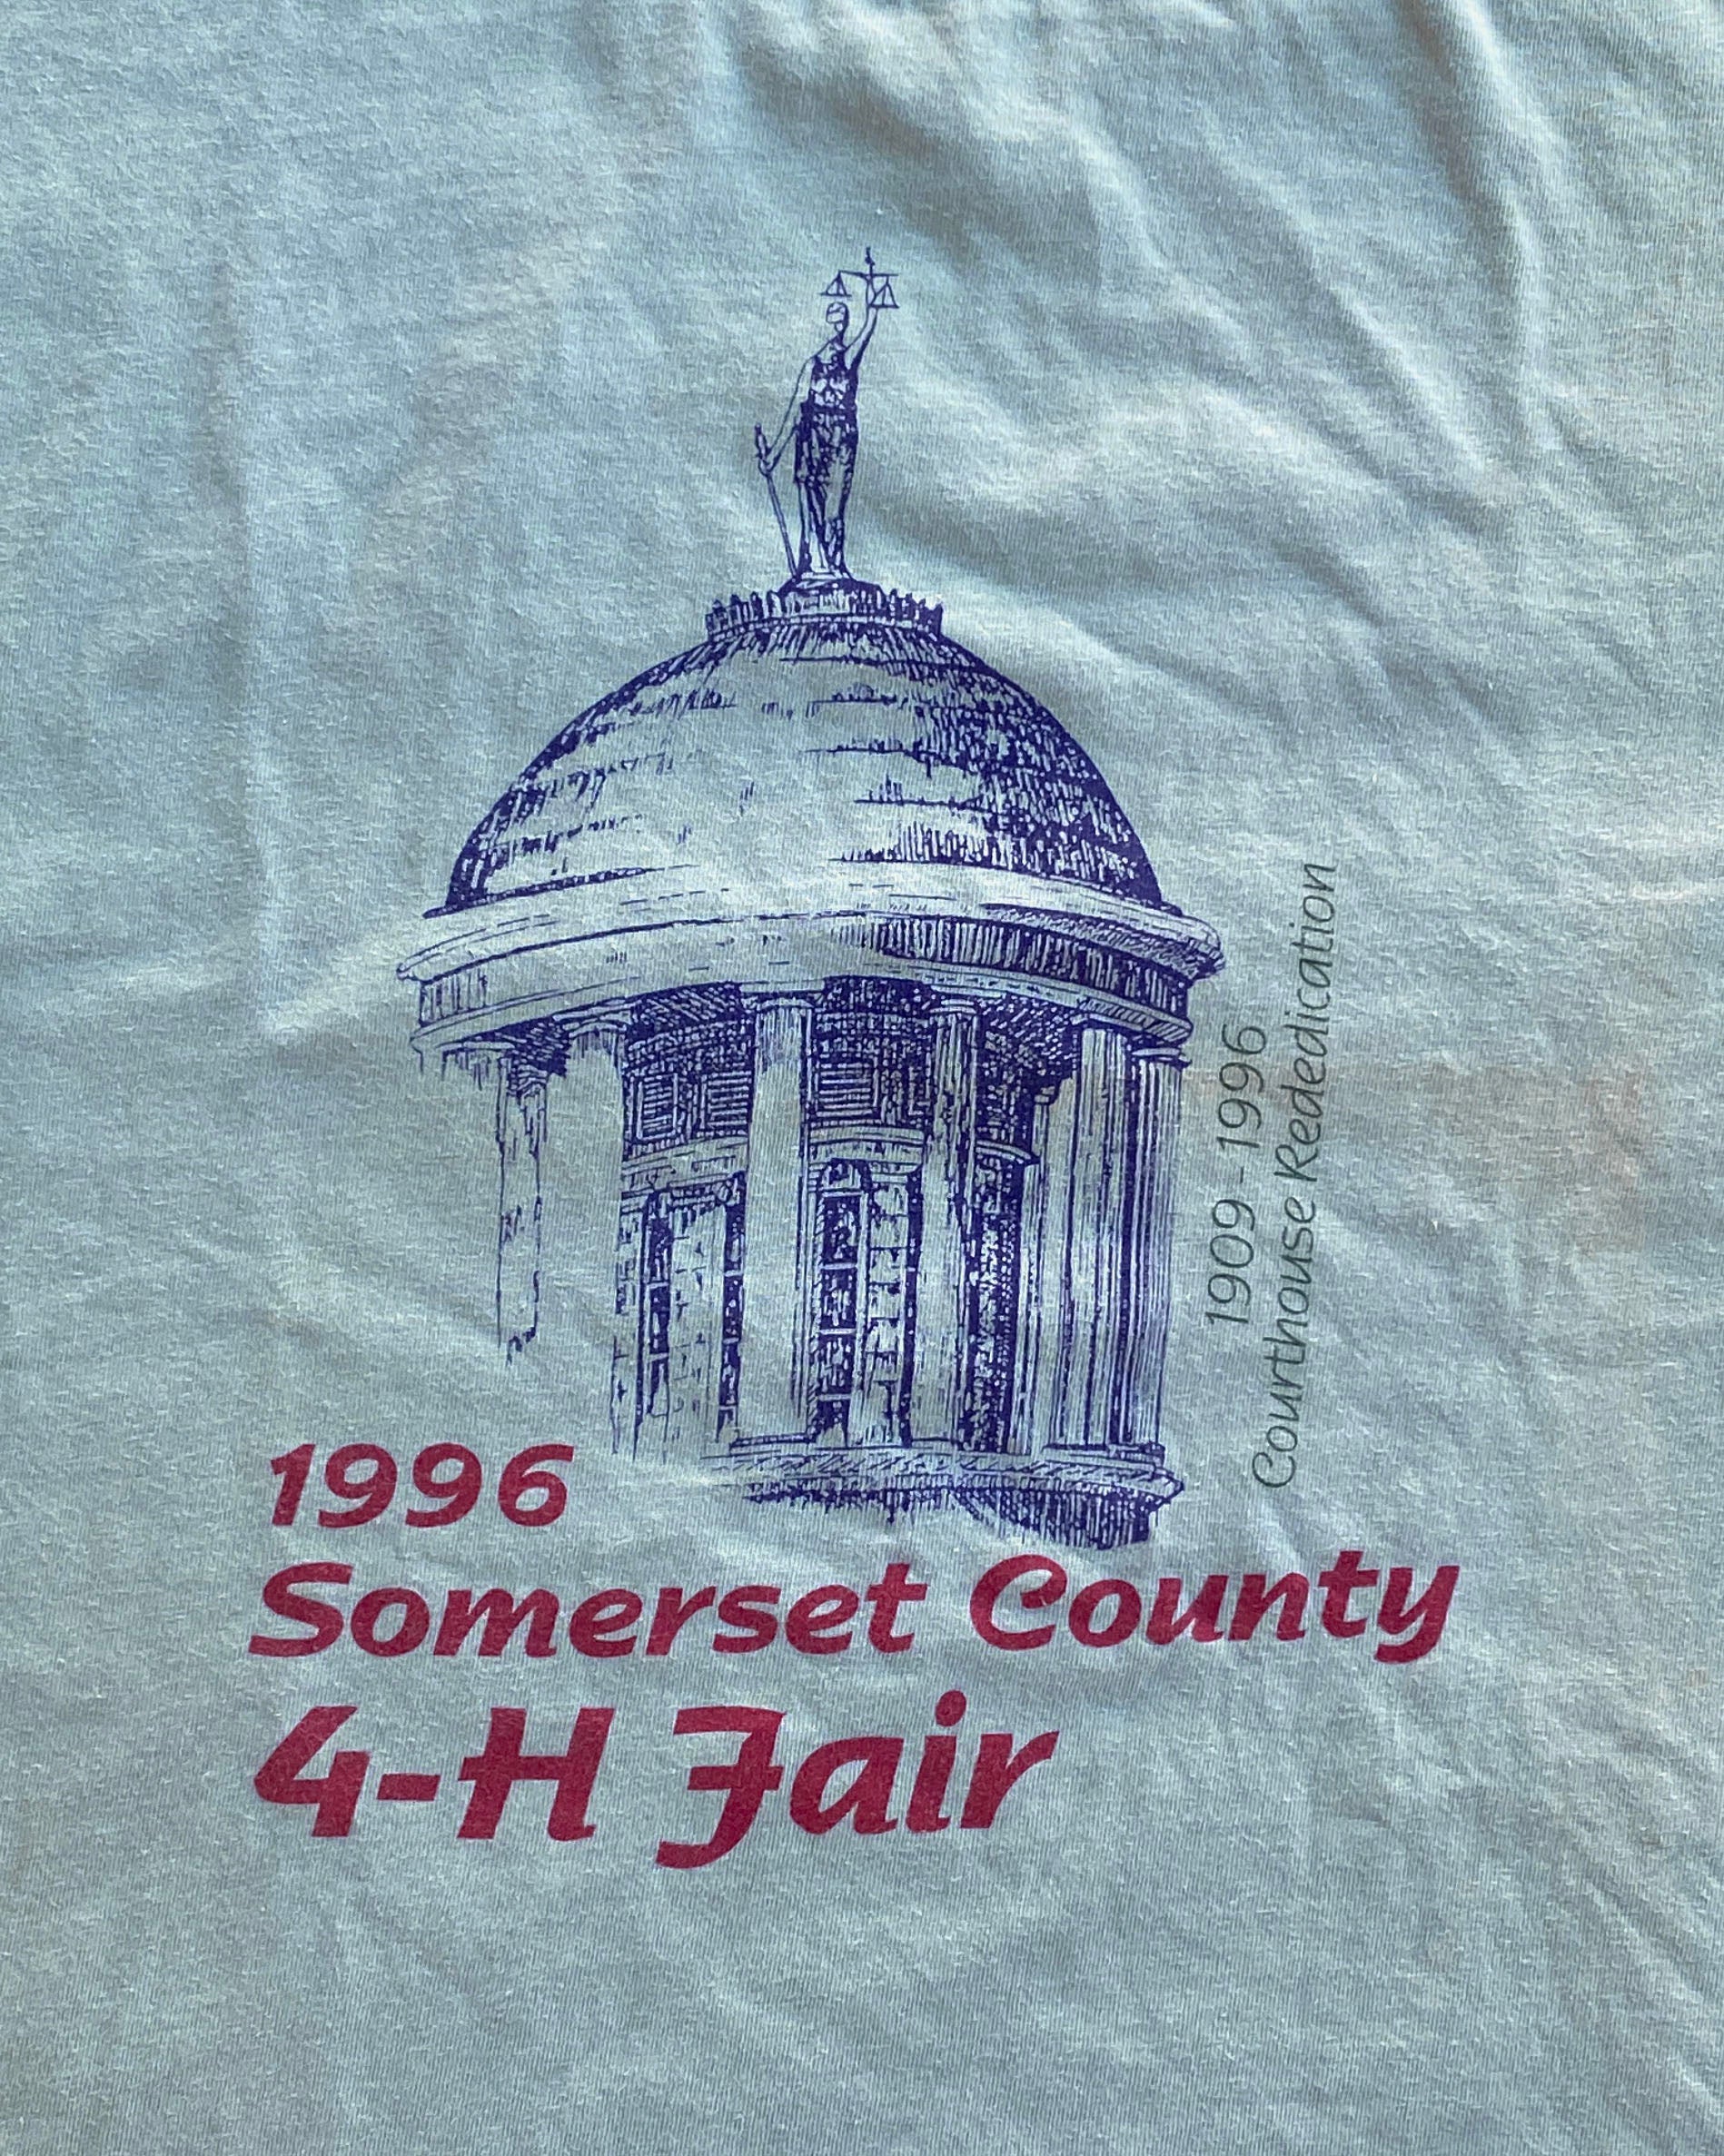 1909 - 1996
Courthouse Rededication
1996
Somerset County
4-H Fair